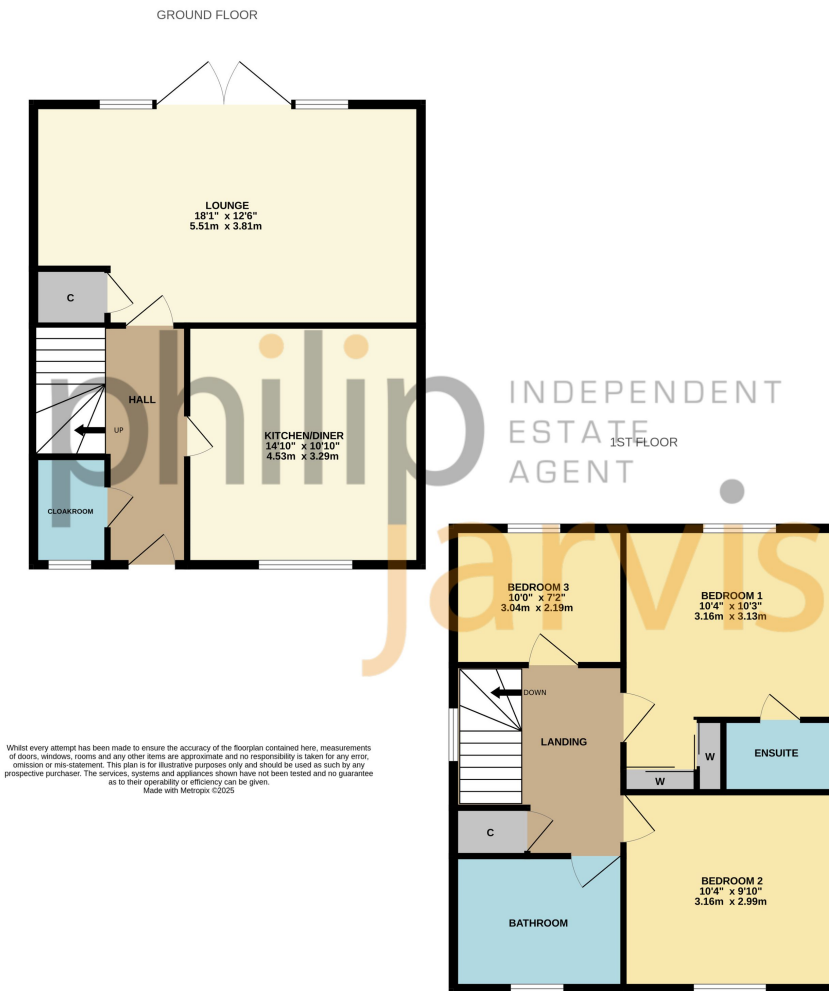 GROUND FLOOR
LOUNGE
18'1" x 12'6"
5.51m x 3.81m
C
HALL
UP
KITCHEN/DINER
14'10" x 10'10"
4.53m x 3.29m
CLOAKROOM
philip
jarvis
INDEPENDENT
ESTATE
AGENT
1ST FLOOR
BEDROOM 3
10'0" x 7'2"
3.04m x 2.19m
BEDROOM 1
10'4" x 10'3"
3.16m x 3.13m
DOWN
LANDING
W
ENSUITE
W
C
BEDROOM 2
10'4" x 9'10"
3.16m x 2.99m
BATHROOM
Whilst every attempt has been made to ensure the accuracy of the floorplan contained here, measurements
of doors, windows, rooms and any other items are approximate and no responsibility is taken for any error,
omission or mis-statement. This plan is for illustrative purposes only and should be used as such by any
prospective purchaser. The services, systems and appliances shown have not been tested and no guarantee
as to their operability or efficiency can be given.
Made with Metropix ©2025